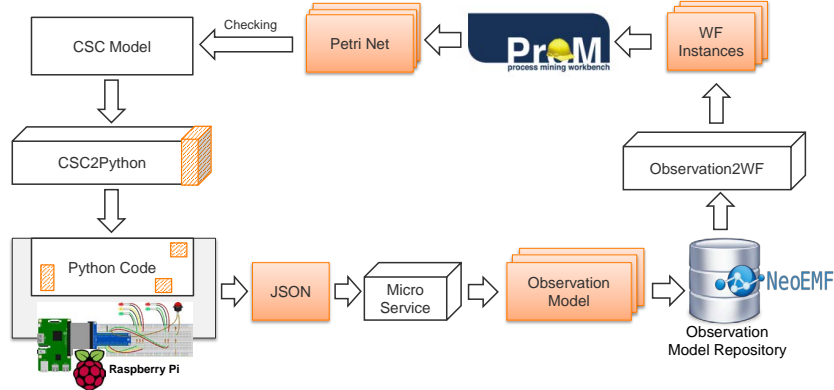 Checking
CSC Model
Petri Net
ProM
process mining workbench
WF
Instances
CSC2Python
Observation2WF
Python Code
JSON
Micro
Service
Observation
Model
NeoEMF
Raspberry Pi
Observation
Model Repository